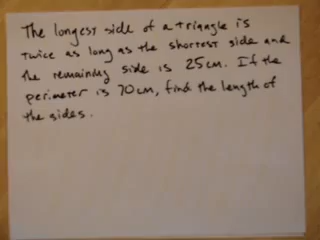 The longest side of a triangle is
twice as long as the shortest side and
the remaining side is 25cm. If the
perimeter is 70cm, find the length of
the sides.